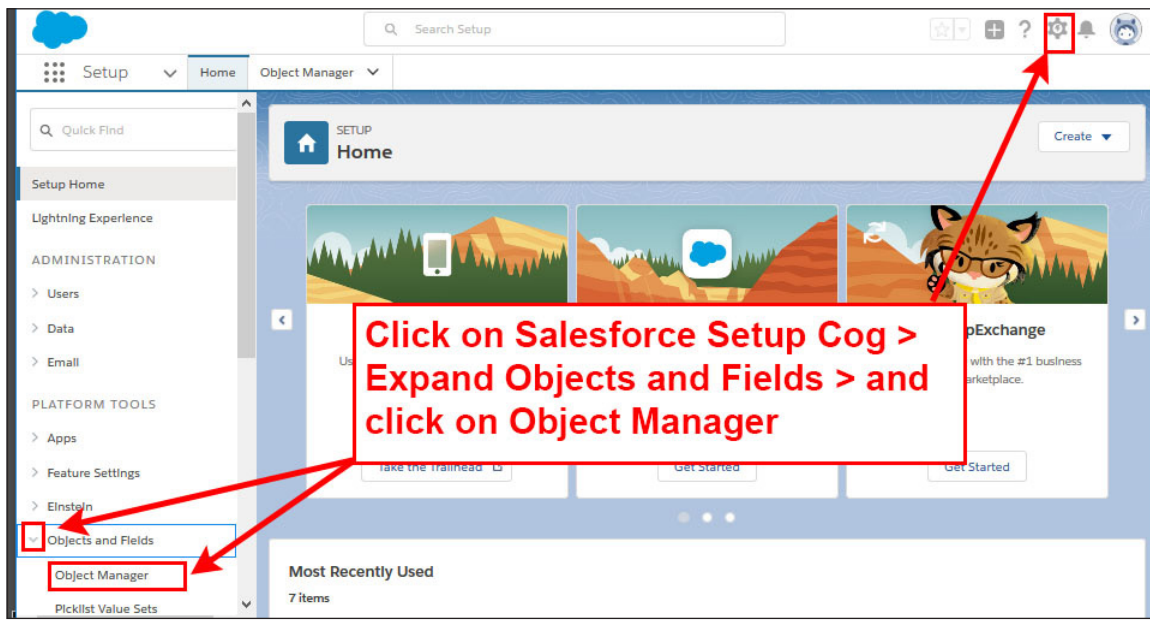 Search Setup
Setup
Home
Object Manager
Quick Find
SETUP
Home
Create
Setup Home
Lightning Experience
ADMINISTRATION
Users
Data
Email
PLATFORM TOOLS
Apps
Feature Settings
Einstein
Objects and Fields
Object Manager
Picklist Value Sets
Click on Salesforce Setup Cog >
Expand Objects and Fields > and
click on Object Manager
pExchange
with the #1 business
arketplace.
Take the Trailhead
Get Started
Get Started
Most Recently Used
7 items